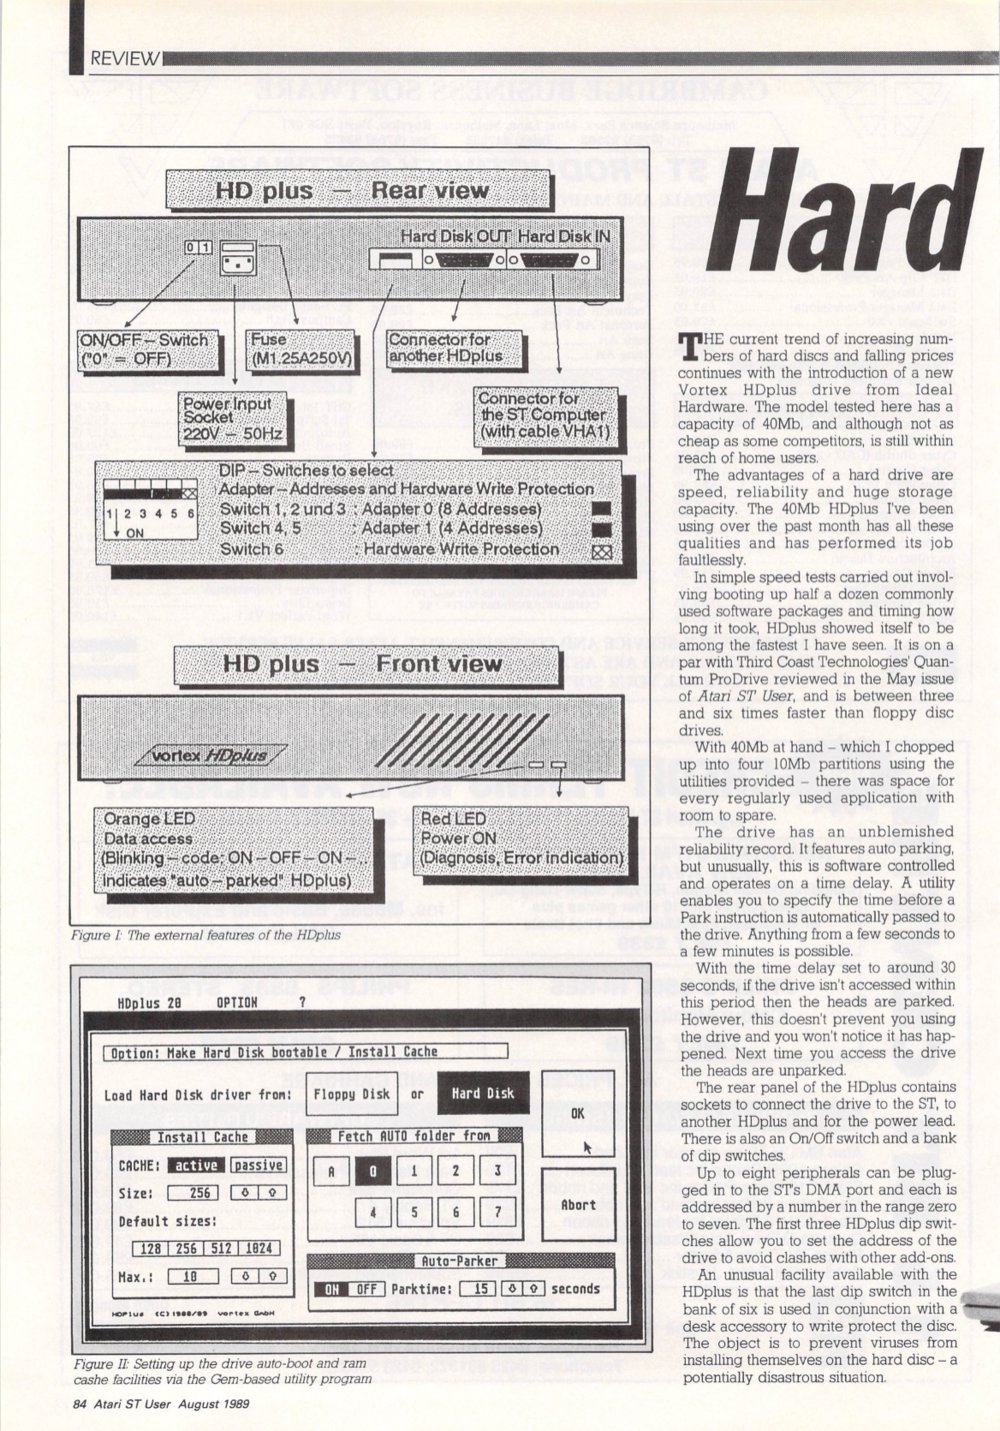 REVIEW
HD plus – Rear view
Hard Disk OUT Hard Disk IN
0 1
ON/OFF – Switch
("0" = OFF)
Fuse
(M1.25A250V)
Connector for
another HDplus
Power Input
Socket
220V – 50Hz
Connector for
the ST Computer
(with cable VHA1)
DIP – Switches to select
Adapter – Addresses and Hardware Write Protection
Switch 1, 2 und 3 : Adapter 0 (8 Addresses)
Switch 4, 5 : Adapter 1 (4 Addresses)
Switch 6 : Hardware Write Protection
1 2 3 4 5 6
ON
HD plus – Front view
vortex HDplus
Orange LED
Data access
(Blinking – code: ON – OFF – ON – ..
Indicates "auto – parked" HDplus)
Red LED
Power ON
(Diagnosis, Error indication)
Figure I: The external features of the HDplus
HDplus 20 OPTION ?
Option: Make Hard Disk bootable / Install Cache
Load Hard Disk driver from: Floppy Disk or Hard Disk
OK
Install Cache
CACHE: active passive
Size: 256
Default sizes:
128 256 512 1024
Max.: 10
Fetch AUTO folder from
A 0 1 2 3
4 5 6 7
Abort
Auto-Parker
ON OFF Parktime: 15 seconds
HDPlus (C) 1988/89 vortex GmbH
Figure II: Setting up the drive auto-boot and ram
cashe facilities via the Gem-based utility program
84 Atari ST User August 1989
Hard
THE current trend of increasing num-
bers of hard discs and falling prices
continues with the introduction of a new
Vortex HDplus drive from Ideal
Hardware. The model tested here has a
capacity of 40Mb, and although not as
cheap as some competitors, is still within
reach of home users.
The advantages of a hard drive are
speed, reliability and huge storage
capacity. The 40Mb HDplus I've been
using over the past month has all these
qualities and has performed its job
faultlessly.
In simple speed tests carried out invol-
ving booting up half a dozen commonly
used software packages and timing how
long it took, HDplus showed itself to be
among the fastest I have seen. It is on a
par with Third Coast Technologies' Quan-
tum ProDrive reviewed in the May issue
of Atari ST User, and is between three
and six times faster than floppy disc
drives.
With 40Mb at hand – which I chopped
up into four 10Mb partitions using the
utilities provided – there was space for
every regularly used application with
room to spare.
The drive has an unblemished
reliability record. It features auto parking,
but unusually, this is software controlled
and operates on a time delay. A utility
enables you to specify the time before a
Park instruction is automatically passed to
the drive. Anything from a few seconds to
a few minutes is possible.
With the time delay set to around 30
seconds, if the drive isn't accessed within
this period then the heads are parked.
However, this doesn't prevent you using
the drive and you won't notice it has hap-
pened. Next time you access the drive
the heads are unparked.
The rear panel of the HDplus contains
sockets to connect the drive to the ST, to
another HDplus and for the power lead.
There is also an On/Off switch and a bank
of dip switches.
Up to eight peripherals can be plug-
ged in to the ST's DMA port and each is
addressed by a number in the range zero
to seven. The first three HDplus dip swit-
ches allow you to set the address of the
drive to avoid clashes with other add-ons.
An unusual facility available with the
HDplus is that the last dip switch in the
bank of six is used in conjunction with a
desk accessory to write protect the disc.
The object is to prevent viruses from
installing themselves on the hard disc – a
potentially disastrous situation.